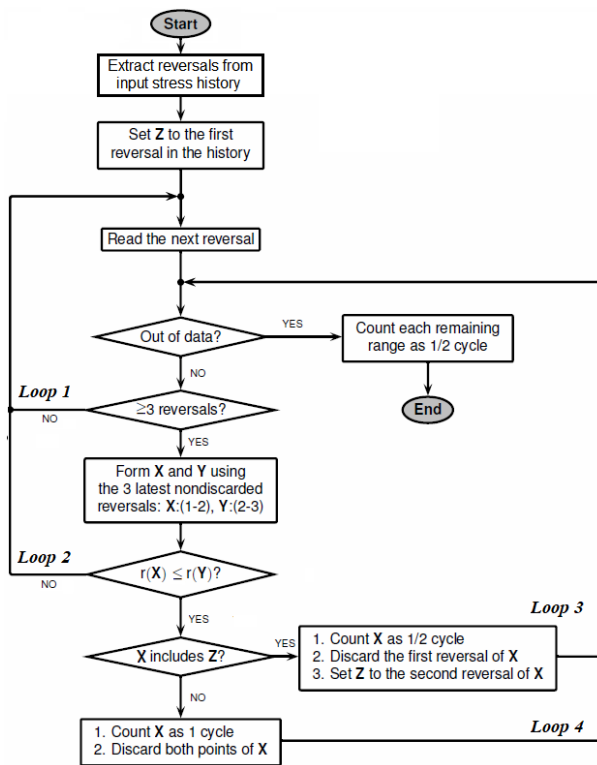 Start
Extract reversals from
input stress history
Set Z to the first
reversal in the history
Read the next reversal
Out of data?
YES
Count each remaining
range as 1/2 cycle
NO
End
Loop 1
≥3 reversals?
NO
YES
Form X and Y using
the 3 latest nondiscarded
reversals: X:(1-2), Y:(2-3)
Loop 2
r(X) ≤ r(Y)?
NO
YES
Loop 3
X includes Z?
YES
1. Count X as 1/2 cycle
2. Discard the first reversal of X
3. Set Z to the second reversal of X
NO
1. Count X as 1 cycle
2. Discard both points of X
Loop 4